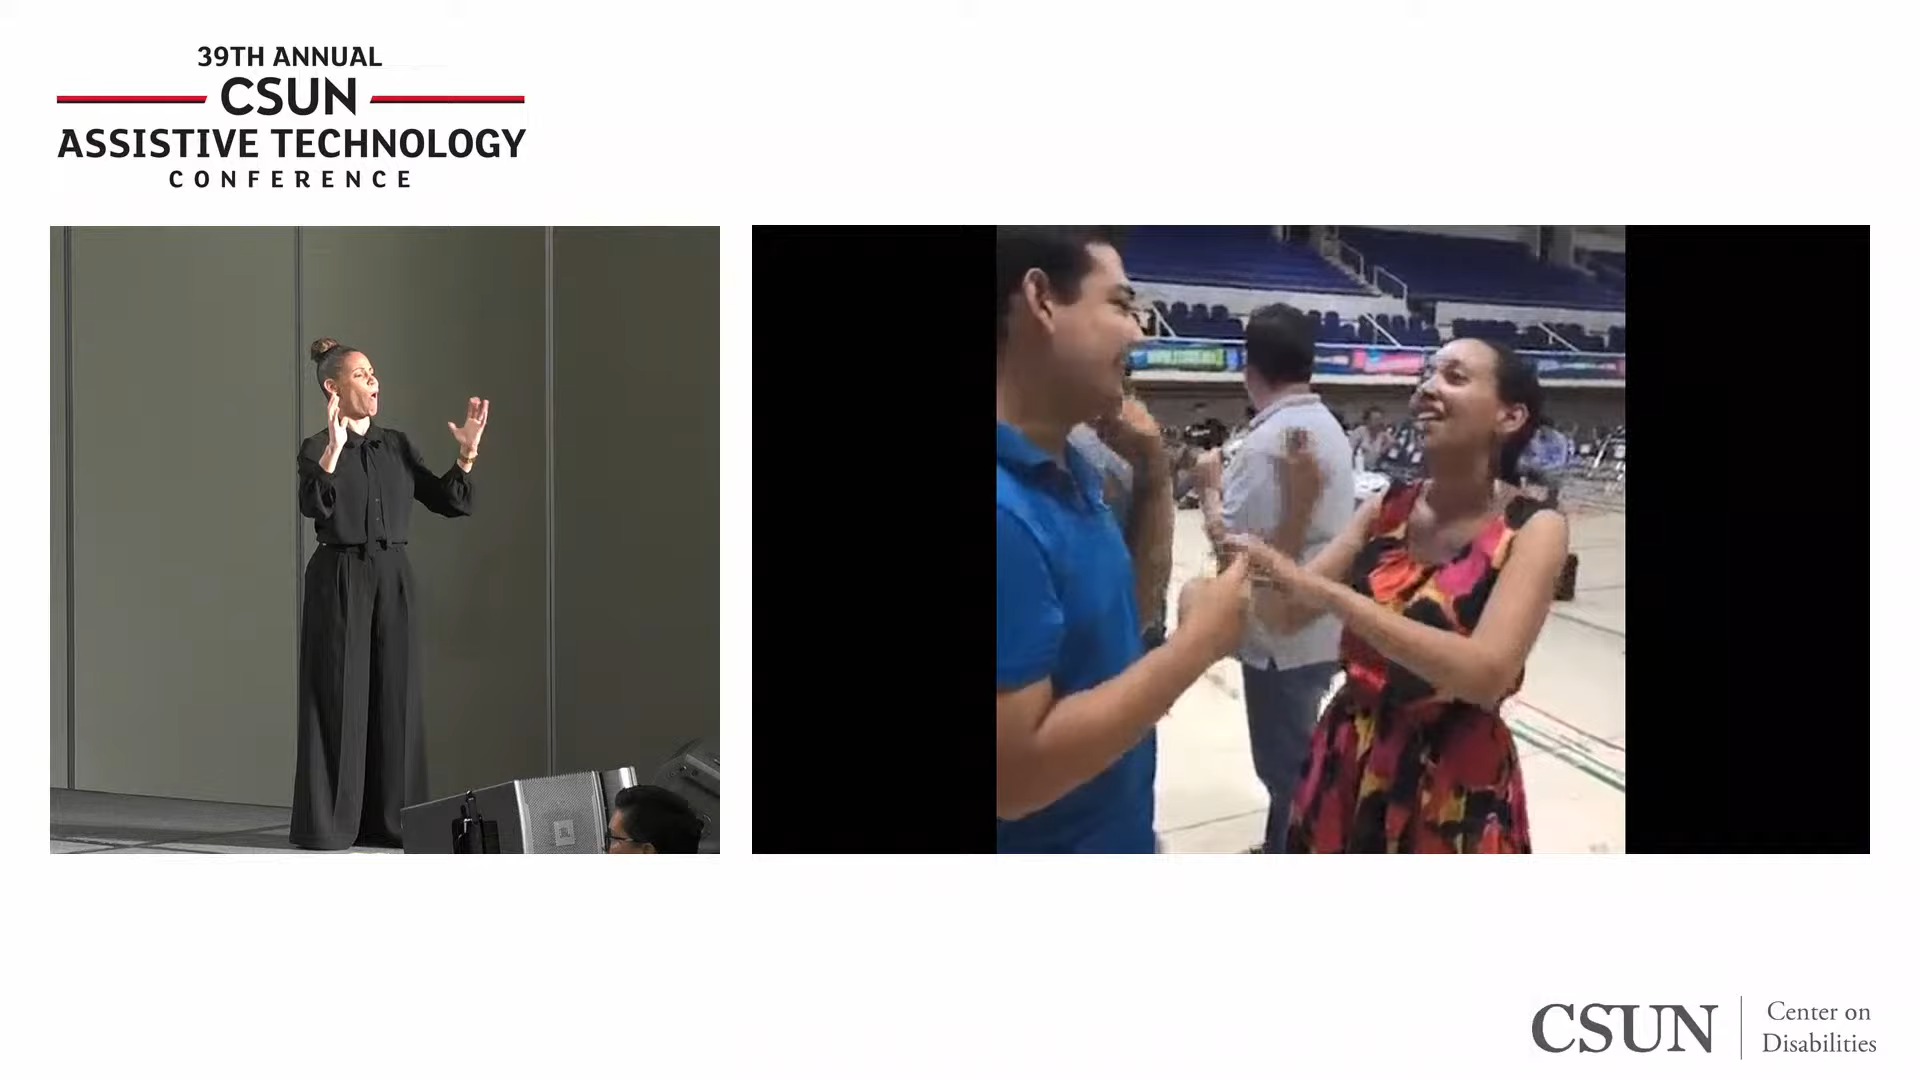 39TH ANNUAL
CSUN
ASSISTIVE TECHNOLOGY
CONFERENCE
CSUN
Center on
Disabilities